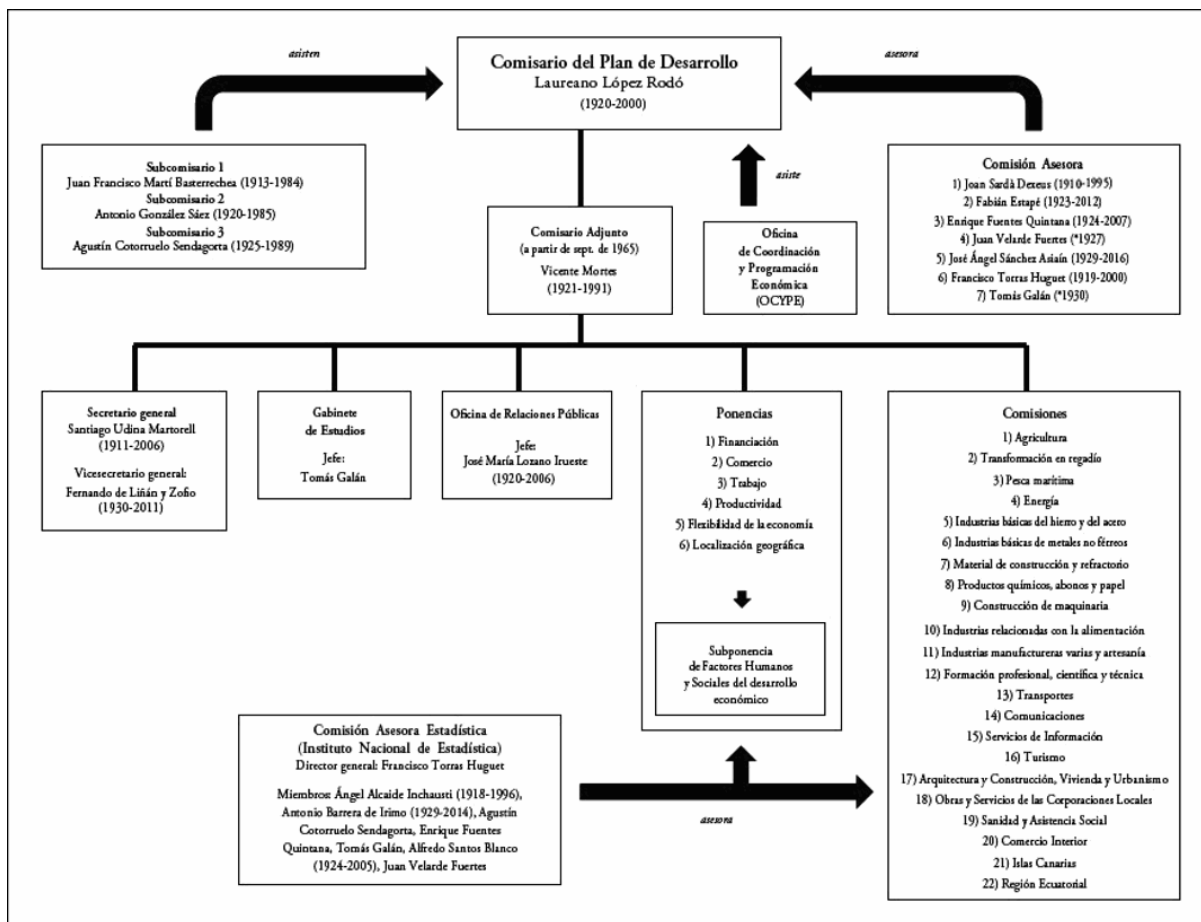 asisten
Comisario del Plan de Desarrollo
Laureano López Rodó
(1920-2000)
asesora
Subcomisario 1
Juan Francisco Martí Basterrechea (1913-1984)
Subcomisario 2
Antonio González Sáez (1920-1985)
Subcomisario 3
Agustín Cotorruelo Sendagorta (1925-1989)
Comisario Adjunto
(a partir de sept. de 1965)
Vicente Mortes
(1921-1991)
asiste
Oficina
de Coordinación
y Programación
Económica
(OCYPE)
Comisión Asesora
1) Joan Sardà Dexeus (1910-1995)
2) Fabián Estapé (1923-2012)
3) Enrique Fuentes Quintana (1924-2007)
4) Juan Velarde Fuertes (*1927)
5) José Ángel Sánchez Asiaín (1929-2016)
6) Francisco Torras Huguet (1919-2000)
7) Tomás Galán (*1930)
Secretario general
Santiago Udina Martorell
(1911-2006)
Vicesecretario general:
Fernando de Liñán y Zofio
(1930-2011)
Gabinete
de Estudios
Jefe:
Tomás Galán
Oficina de Relaciones Públicas
Jefe:
José María Lozano Irueste
(1920-2006)
Ponencias
1) Financiación
2) Comercio
3) Trabajo
4) Productividad
5) Flexibilidad de la economía
6) Localización geográfica
Subponencia
de Factores Humanos
y Sociales del desarrollo
económico
Comisiones
1) Agricultura
2) Transformación en regadío
3) Pesca marítima
4) Energía
5) Industrias básicas del hierro y del acero
6) Industrias básicas de metales no férreos
7) Material de construcción y refractorio
8) Productos químicos, abonos y papel
9) Construcción de maquinaria
10) Industrias relacionadas con la alimentación
11) Industrias manufactureras varias y artesanía
12) Formación profesional, científica y técnica
13) Transportes
14) Comunicaciones
15) Servicios de Información
16) Turismo
17) Arquitectura y Construcción, Vivienda y Urbanismo
18) Obras y Servicios de las Corporaciones Locales
19) Sanidad y Asistencia Social
20) Comercio Interior
21) Islas Canarias
22) Región Ecuatorial
Comisión Asesora Estadística
(Instituto Nacional de Estadística)
Director general: Francisco Torras Huguet
Miembros: Ángel Alcaide Inchausti (1918-1996),
Antonio Barrera de Irimo (1929-2014), Agustín
Cotorruelo Sendagorta, Enrique Fuentes
Quintana, Tomás Galán, Alfredo Santos Blanco
(1924-2005), Juan Velarde Fuertes
asesora